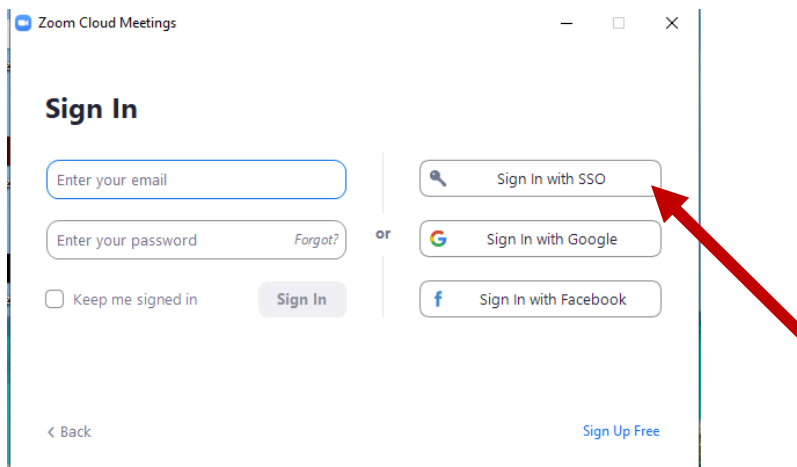 Zoom Cloud Meetings
Sign In
Enter your email
Enter your password Forgot?
Keep me signed in Sign In
or
Sign In with SSO
Sign In with Google
Sign In with Facebook
< Back
Sign Up Free